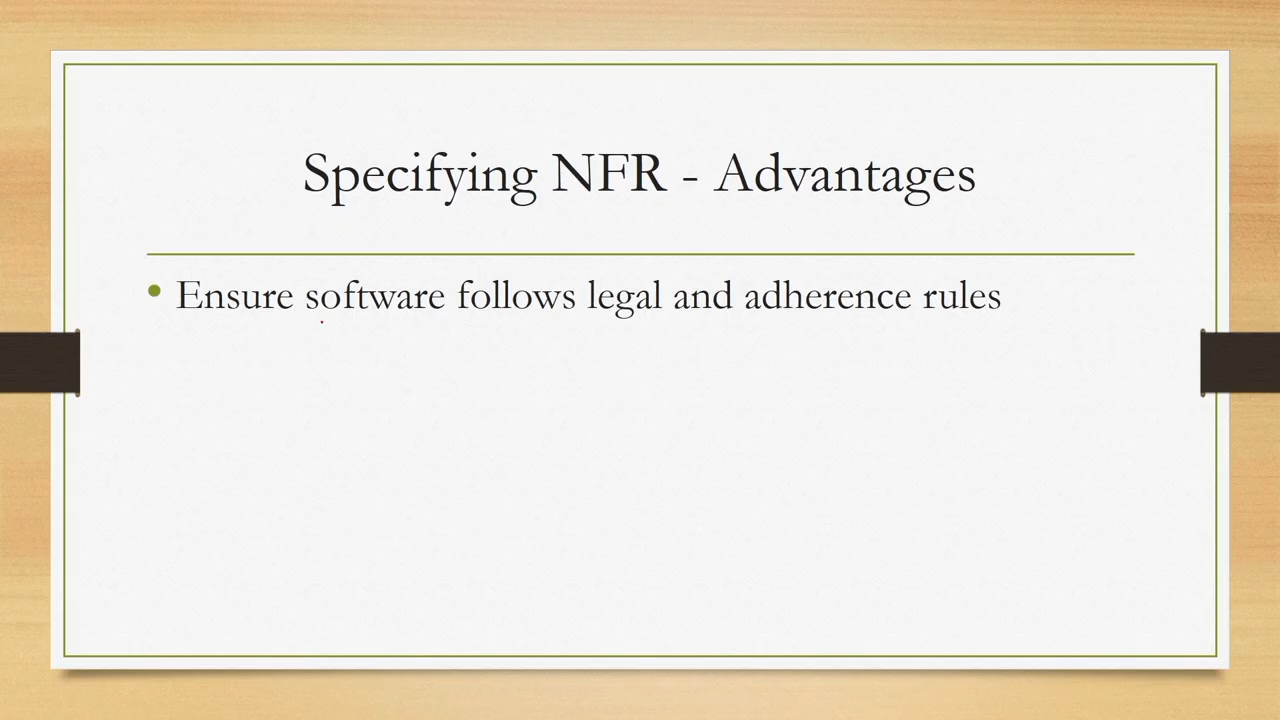 Specifying NFR - Advantages
• Ensure software follows legal and adherence rules